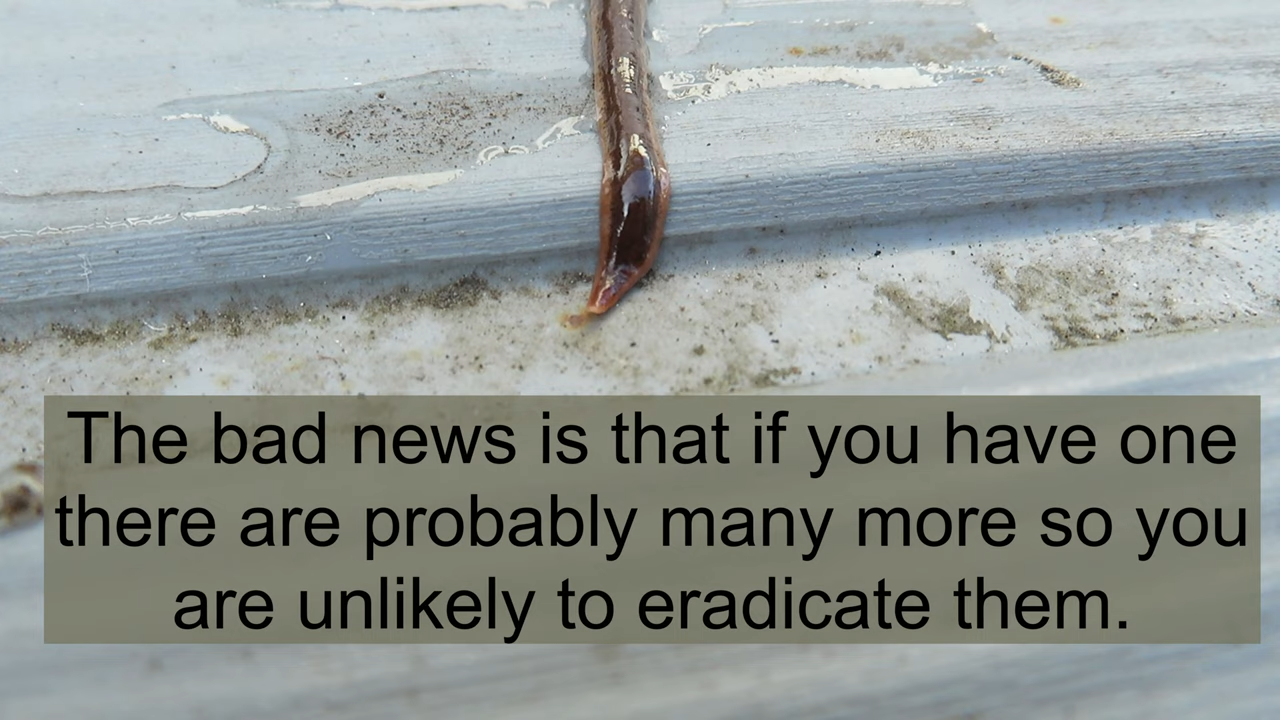 The bad news is that if you have one
there are probably many more so you
are unlikely to eradicate them.